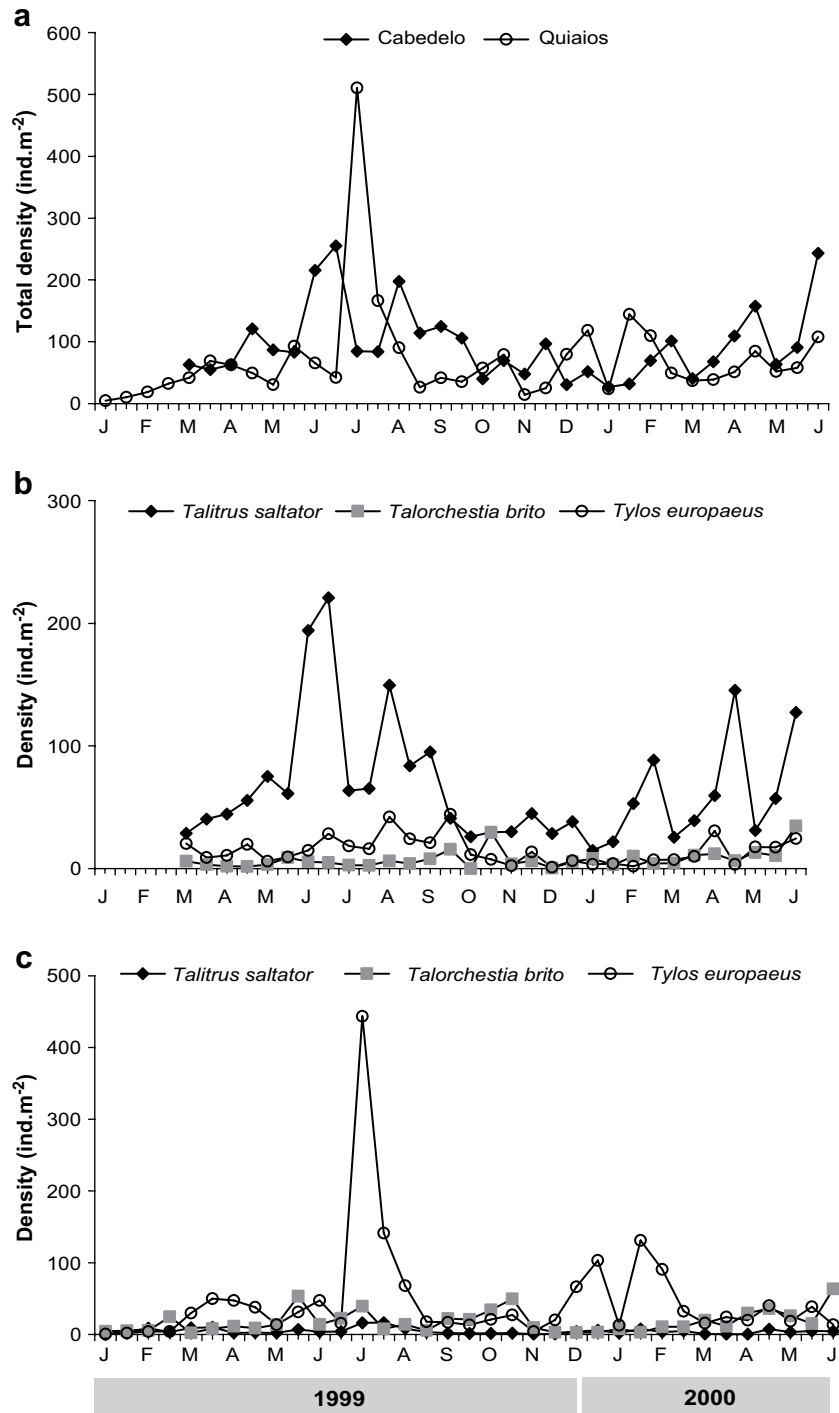 a
600
Cabedelo Quiaios
500
400
300
200
100
0
Total density (ind.m-2)
J F M A M J J A S O N D J F M A M J
b
300
Talitrus saltator Talorchestia brito Tylos europaeus
200
100
0
Density (ind.m-2)
J F M A M J J A S O N D J F M A M J
c
500
Talitrus saltator Talorchestia brito Tylos europaeus
400
300
200
100
0
Density (ind.m-2)
J F M A M J J A S O N D J F M A M J
1999 2000